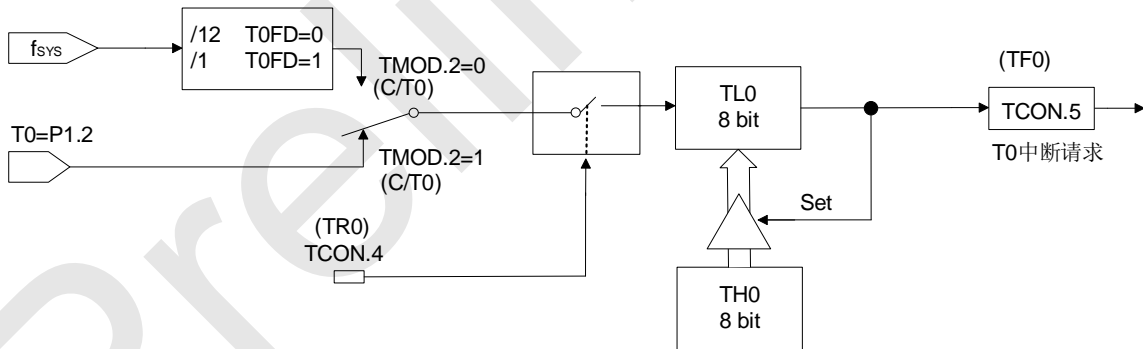 fSYS
/12 T0FD=0
/1 T0FD=1
TMOD.2=0
(C/T0)
T0=P1.2
TMOD.2=1
(C/T0)
(TR0)
TCON.4
TL0
8 bit
Set
TH0
8 bit
(TF0)
TCON.5
T0中断请求